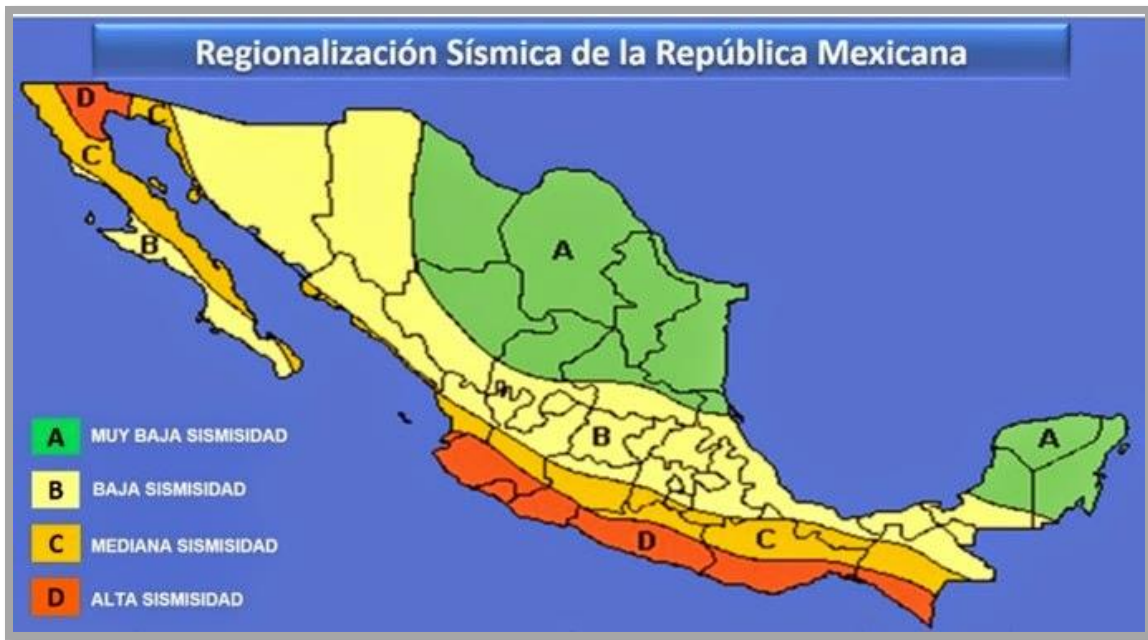 Regionalización Sísmica de la República Mexicana
D
C
C
B
A
B
A
D
C
A MUY BAJA SISMISIDAD
B BAJA SISMISIDAD
C MEDIANA SISMISIDAD
D ALTA SISMISIDAD